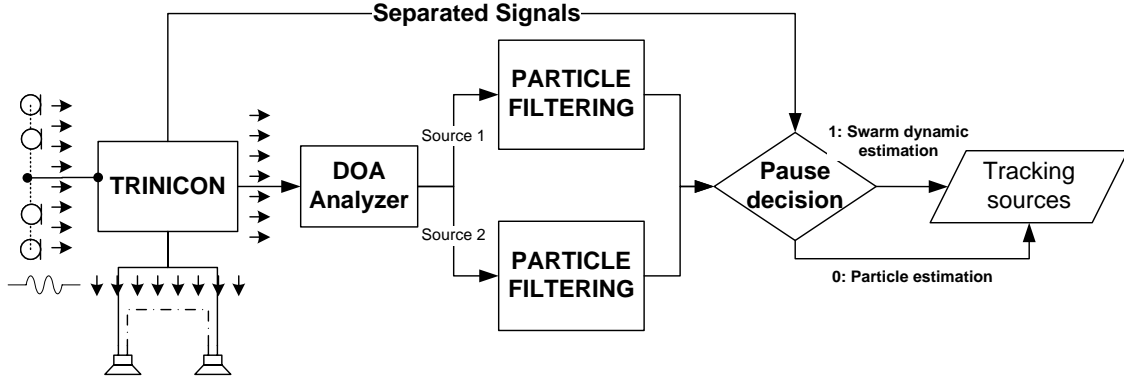 Separated Signals
PARTICLE
FILTERING
Source 1
1: Swarm dynamic
estimation
TRINICON
DOA
Analyzer
Pause
decision
Tracking
sources
Source 2
PARTICLE
FILTERING
0: Particle estimation